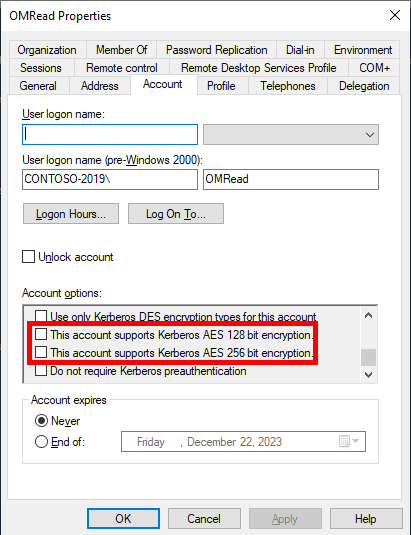 OMRead Properties
Organization Member Of Password Replication Dial-in Environment
Sessions Remote control Remote Desktop Services Profile COM+
General Address Account Profile Telephones Delegation
User logon name:
User logon name (pre-Windows 2000):
CONTOSO-2019\ OMRead
Logon Hours... Log On To...
Unlock account
Account options:
Use only Kerberos DES encryption types for this account
This account supports Kerberos AES 128 bit encryption.
This account supports Kerberos AES 256 bit encryption.
Do not require Kerberos preauthentication
Account expires
Never
End of: Friday , December 22, 2023
OK Cancel Apply Help